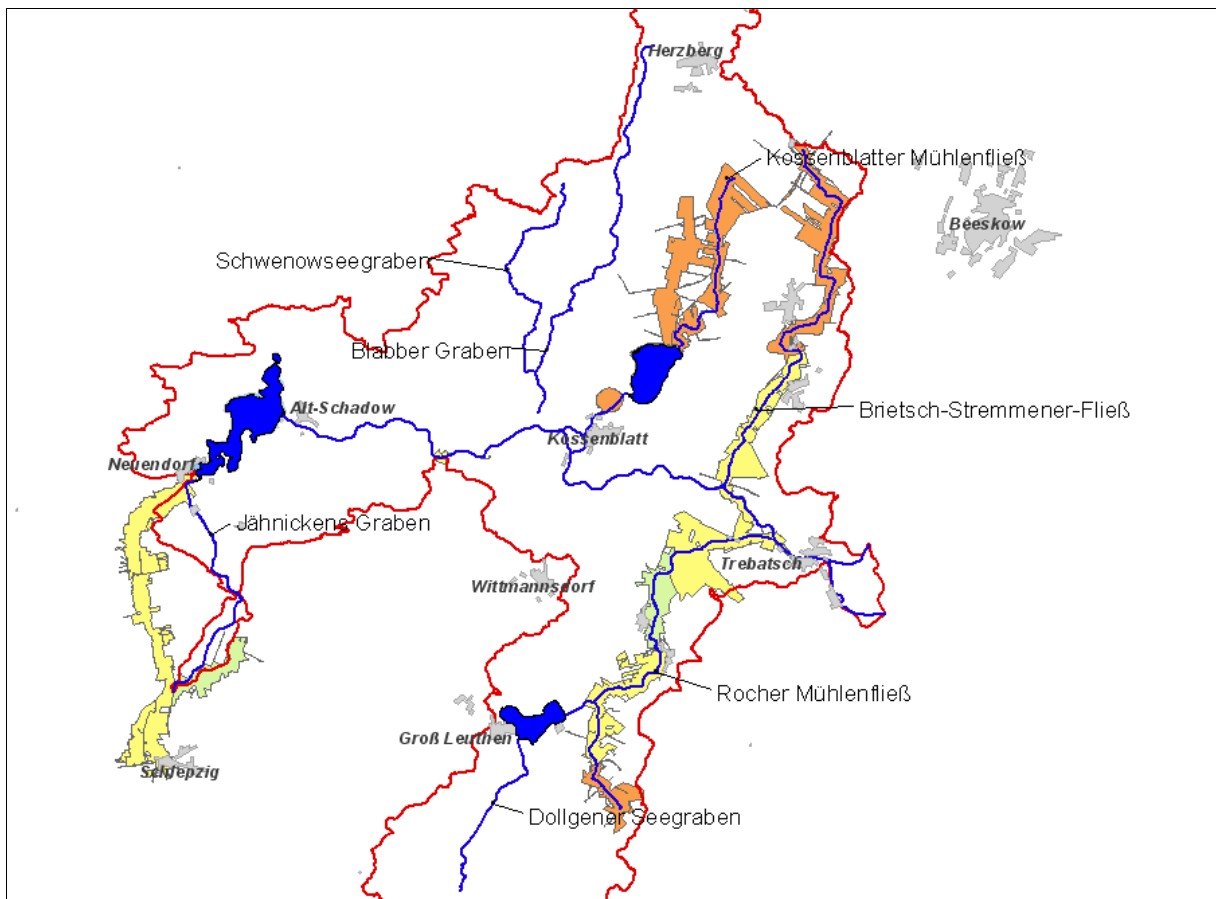 Herzberg
Kossenblatter Mühlenfließ
Beeskow
Schwenowseegraben
Blabber Graben
Alt-Schadow
Brietsch-Stremmener-Fließ
Kossenblatt
Neuendorf
Jähnickens Graben
Trebatsch
Wittmannsdorf
Rocher Mühlenfließ
Groß Leuthen
Schlepzig
Dollgener Seegraben